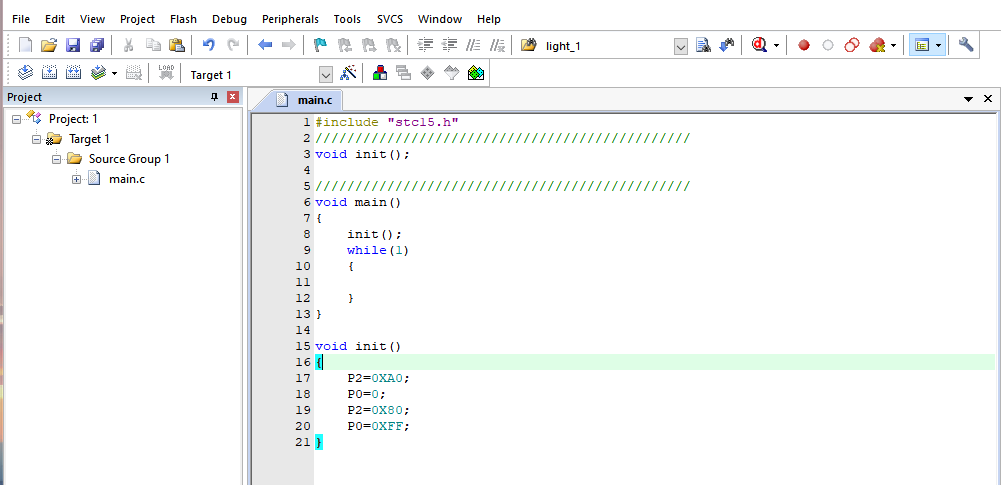 File Edit View Project Flash Debug Peripherals Tools SVCS Window Help
light_1
LOAD Target 1
Project
main.c
Project: 1
Target 1
Source Group 1
main.c
1 #include "stc15.h"
2 ///////////////////////////////////////////////
3 void init();
4
5 ///////////////////////////////////////////////
6 void main()
7 {
8     init();
9     while(1)
10     {
11
12     }
13 }
14
15 void init()
16 {
17     P2=0XA0;
18     P0=0;
19     P2=0X80;
20     P0=0XFF;
21 }